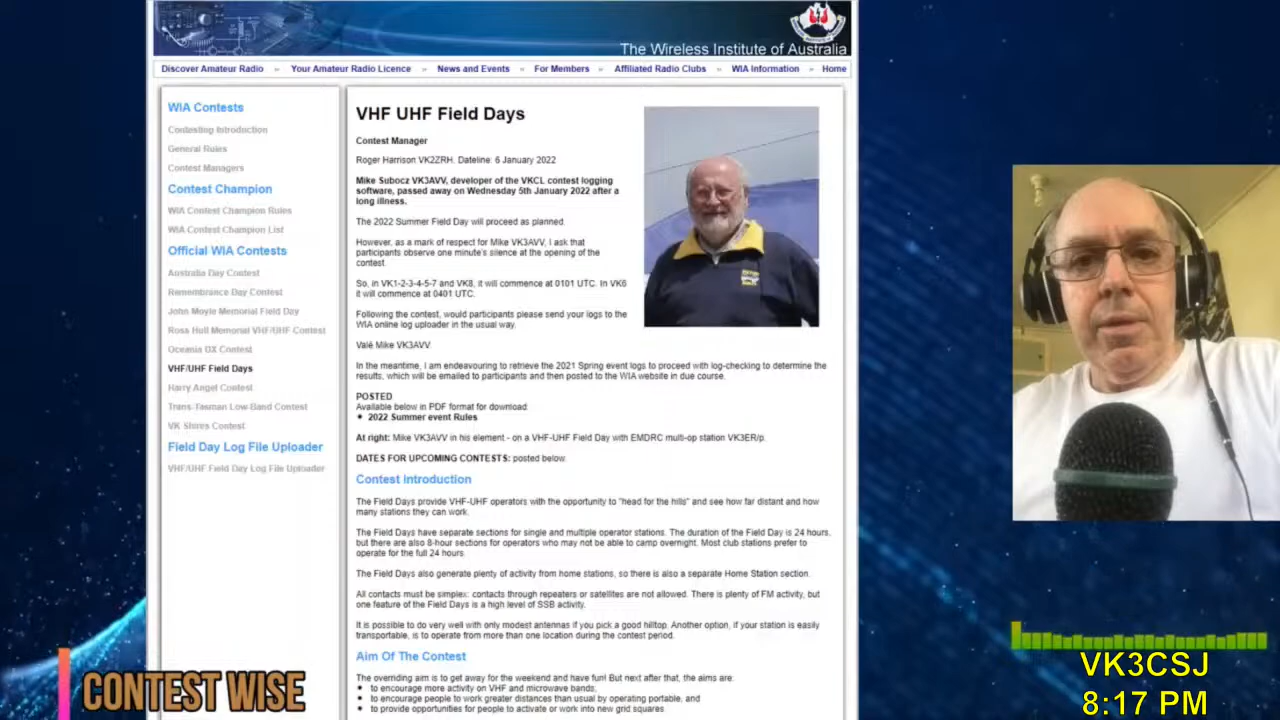 The Wireless Institute of Australia
Discover Amateur Radio
Your Amateur Radio Licence
News and Events
For Members
Affiliated Radio Clubs
WIA Information
Home
WIA Contests
Contesting Introduction
General Rules
Contest Managers
Contest Champion
WIA Contest Champion Rules
WIA Contest Champion List
Official WIA Contests
Australia Day Contest
Remembrance Day Contest
John Moyle Memorial Field Day
Ross Hull Memorial VHF/UHF Contest
Oceania DX Contest
VHF/UHF Field Days
Harry Angel Contest
Trans-Tasman Low-Band Contest
VK Shires Contest
Field Day Log File Uploader
VHF/UHF Field Day Log File Uploader
VHF UHF Field Days
Contest Manager
Roger Harrison VK2ZRH. Dateline: 6 January 2022
Mike Subocz VK3AVV, developer of the VKCL contest logging
software, passed away on Wednesday 5th January 2022 after a
long illness.
The 2022 Summer Field Day will proceed as planned.
However, as a mark of respect for Mike VK3AVV, I ask that
participants observe one minute's silence at the opening of the
contest.
So, in VK1-2-3-4-5-7 and VK8, it will commence at 0101 UTC. In VK6
it will commence at 0401 UTC.
Following the contest, would participants please send your logs to the
WIA online log uploader in the usual way.
Valé Mike VK3AVV.
In the meantime, I am endeavouring to retrieve the 2021 Spring event logs to proceed with log-checking to determine the
results, which will be emailed to participants and then posted to the WIA website in due course.
POSTED
Available below in PDF format for download:
• 2022 Summer event Rules
At right: Mike VK3AVV in his element - on a VHF-UHF Field Day with EMDRC multi-op station VK3ER/p.
DATES FOR UPCOMING CONTESTS: posted below.
Contest Introduction
The Field Days provide VHF-UHF operators with the opportunity to "head for the hills" and see how far distant and how
many stations they can work.
The Field Days have separate sections for single and multiple operator stations. The duration of the Field Day is 24 hours,
but there are also 8-hour sections for operators who may not be able to camp overnight. Most club stations prefer to
operate for the full 24 hours.
The Field Days also generate plenty of activity from home stations, so there is also a separate Home Station section.
All contacts must be simplex: contacts through repeaters or satellites are not allowed. There is plenty of FM activity, but
one feature of the Field Days is a high level of SSB activity.
It is possible to do very well with only modest antennas if you pick a good hilltop. Another option, if your station is easily
transportable, is to operate from more than one location during the contest period.
Aim Of The Contest
The overriding aim is to get away for the weekend and have fun! But next after that, the aims are:
• to encourage more activity on VHF and microwave bands;
• to encourage people to work greater distances than usual by operating portable, and
• to provide opportunities for people to activate or work into new grid squares
CONTEST WISE
VK3CSJ
8:17 PM